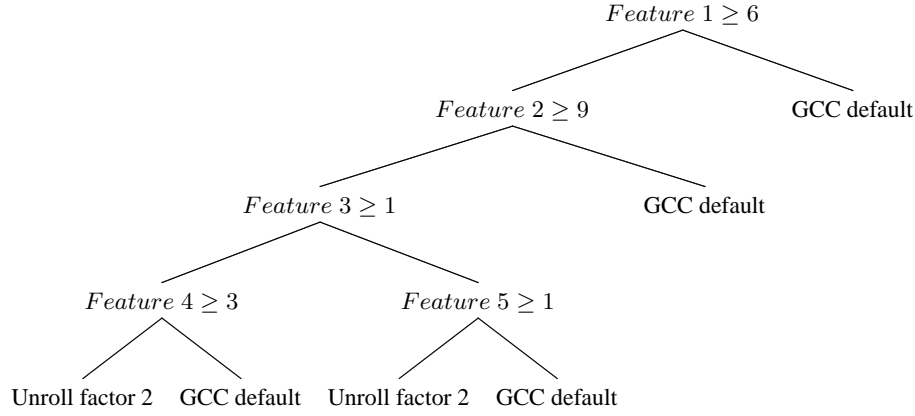 Feature 1 ≥ 6
Feature 2 ≥ 9
GCC default
Feature 3 ≥ 1
GCC default
Feature 4 ≥ 3
Feature 5 ≥ 1
Unroll factor 2
GCC default
Unroll factor 2
GCC default